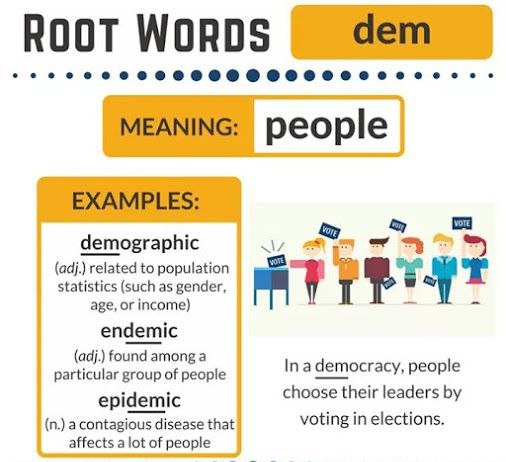 ROOT WORDS
dem
MEANING: people
EXAMPLES:
demographic
(adj.) related to population
statistics (such as gender,
age, or income)
endemic
(adj.) found among a
particular group of people
epidemic
(n.) a contagious disease that
affects a lot of people
VOTE
VOTE
VOTE
VOTE
VOTE
VOTE
In a democracy, people
choose their leaders by
voting in elections.